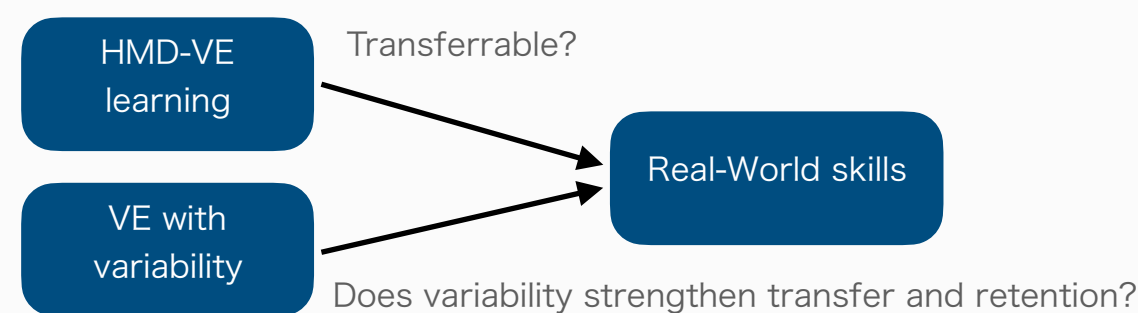 HMD-VE
learning
Transferrable?
Real-World skills
VE with
variability
Does variability strengthen transfer and retention?